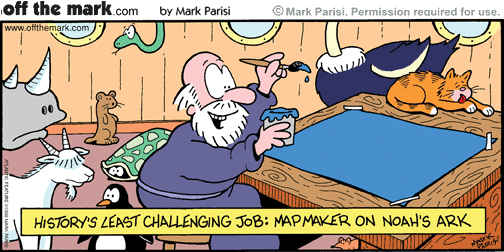 off the mark.com by Mark Parisi ©Mark Parisi. Permission required for use.
www.offthemark.com
HISTORY'S LEAST CHALLENGING JOB: MAPMAKER ON NOAH'S ARK